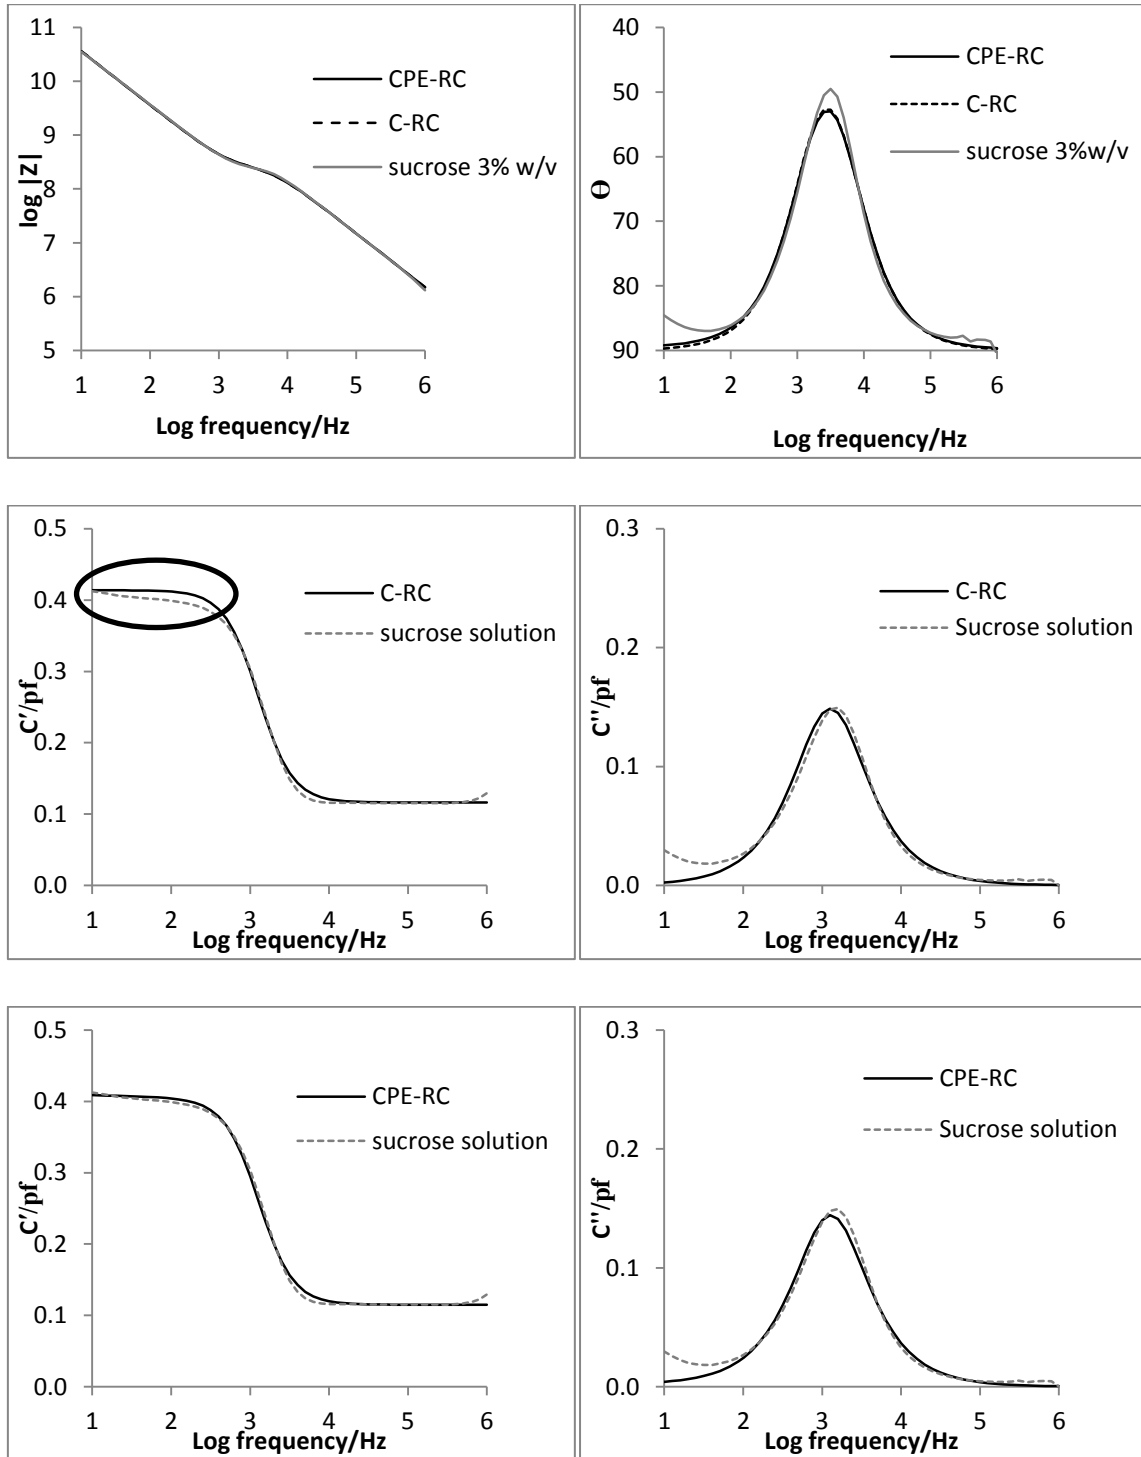 11
10
9
8
7
6
5
log |Z|
1 2 3 4 5 6
Log frequency/Hz
CPE-RC
C-RC
sucrose 3% w/v
40
50
60
70
80
90
Θ
1 2 3 4 5 6
Log frequency/Hz
CPE-RC
C-RC
sucrose 3%w/v
0.5
0.4
0.3
0.2
0.1
0.0
C'/pf
1 2 3 4 5 6
Log frequency/Hz
C-RC
sucrose solution
0.3
0.2
0.1
0.0
C''/pf
1 2 3 4 5 6
Log frequency/Hz
C-RC
Sucrose solution
0.5
0.4
0.3
0.2
0.1
0.0
C'/pf
1 2 3 4 5 6
Log frequency/Hz
CPE-RC
sucrose solution
0.3
0.2
0.1
0.0
C''/pf
1 2 3 4 5 6
Log frequency/Hz
CPE-RC
Sucrose solution